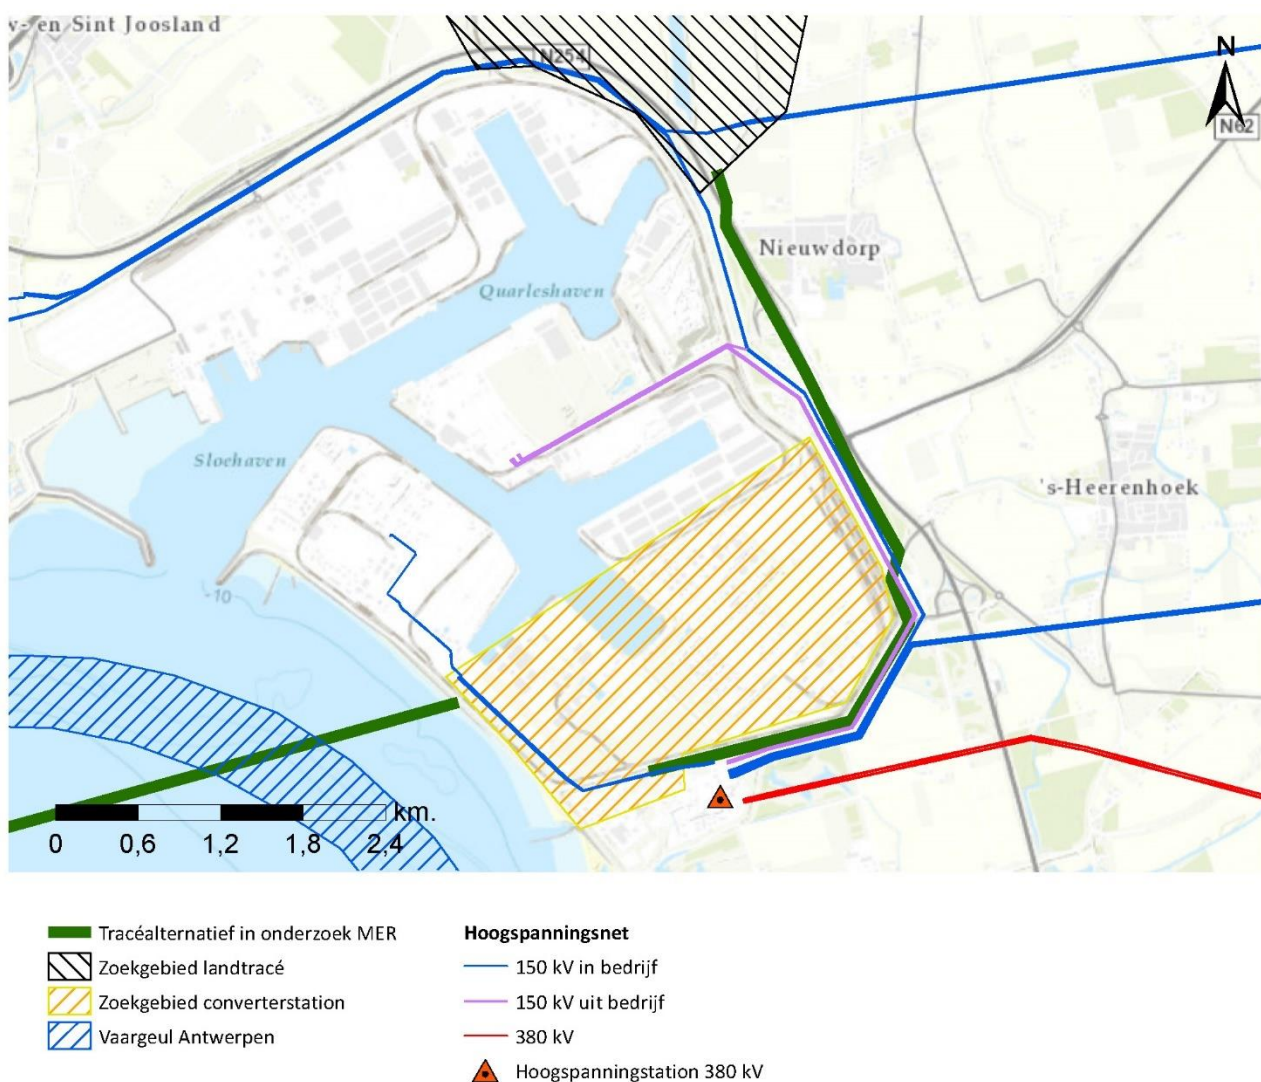 v- en Sint Joosland
N254
N
N62
Nieuwdorp
Quarleshaven
Sloehaven
's-Heerenhoek
-10
km.
0 0,6 1,2 1,8 2,4
Tracéalternatief in onderzoek MER
Zoekgebied landtracé
Zoekgebied converterstation
Vaargeul Antwerpen
Hoogspanningsnet
150 kV in bedrijf
150 kV uit bedrijf
380 kV
Hoogspanningstation 380 kV